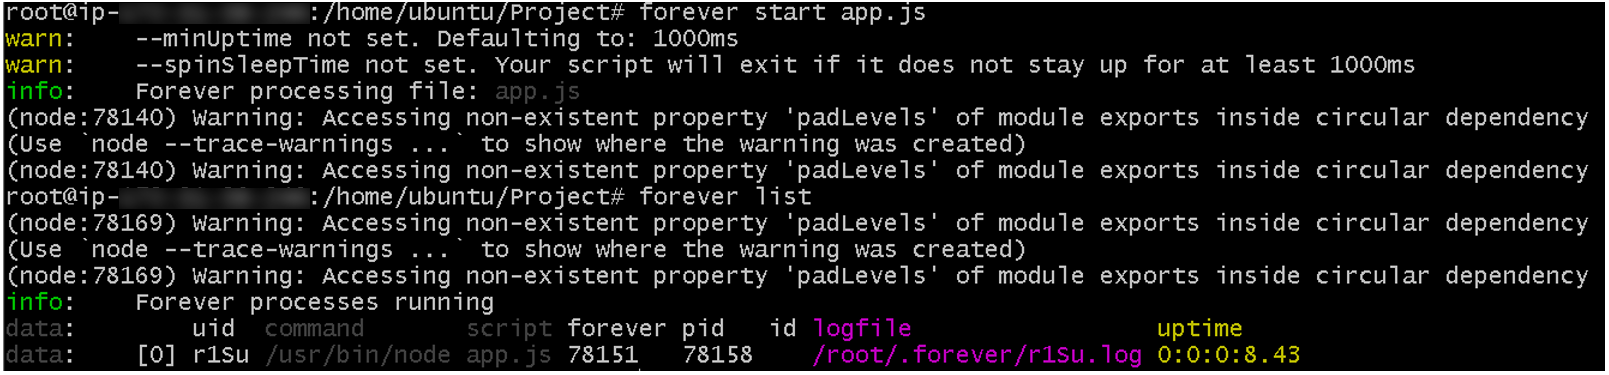 root@ip-:/home/ubuntu/Project# forever start app.js
warn:    --minUptime not set. Defaulting to: 1000ms
warn:    --spinSleepTime not set. Your script will exit if it does not stay up for at least 1000ms
info:    Forever processing file: app.js
(node:78140) Warning: Accessing non-existent property 'padLevels' of module exports inside circular dependency
(Use `node --trace-warnings ...` to show where the warning was created)
(node:78140) Warning: Accessing non-existent property 'padLevels' of module exports inside circular dependency
root@ip-:/home/ubuntu/Project# forever list
(node:78169) Warning: Accessing non-existent property 'padLevels' of module exports inside circular dependency
(Use `node --trace-warnings ...` to show where the warning was created)
(node:78169) Warning: Accessing non-existent property 'padLevels' of module exports inside circular dependency
info:    Forever processes running
data:        uid  command       script forever pid   id logfile                 uptime
data:    [0] r1Su /usr/bin/node app.js 78151   78158    /root/.forever/r1Su.log 0:0:0:8.43